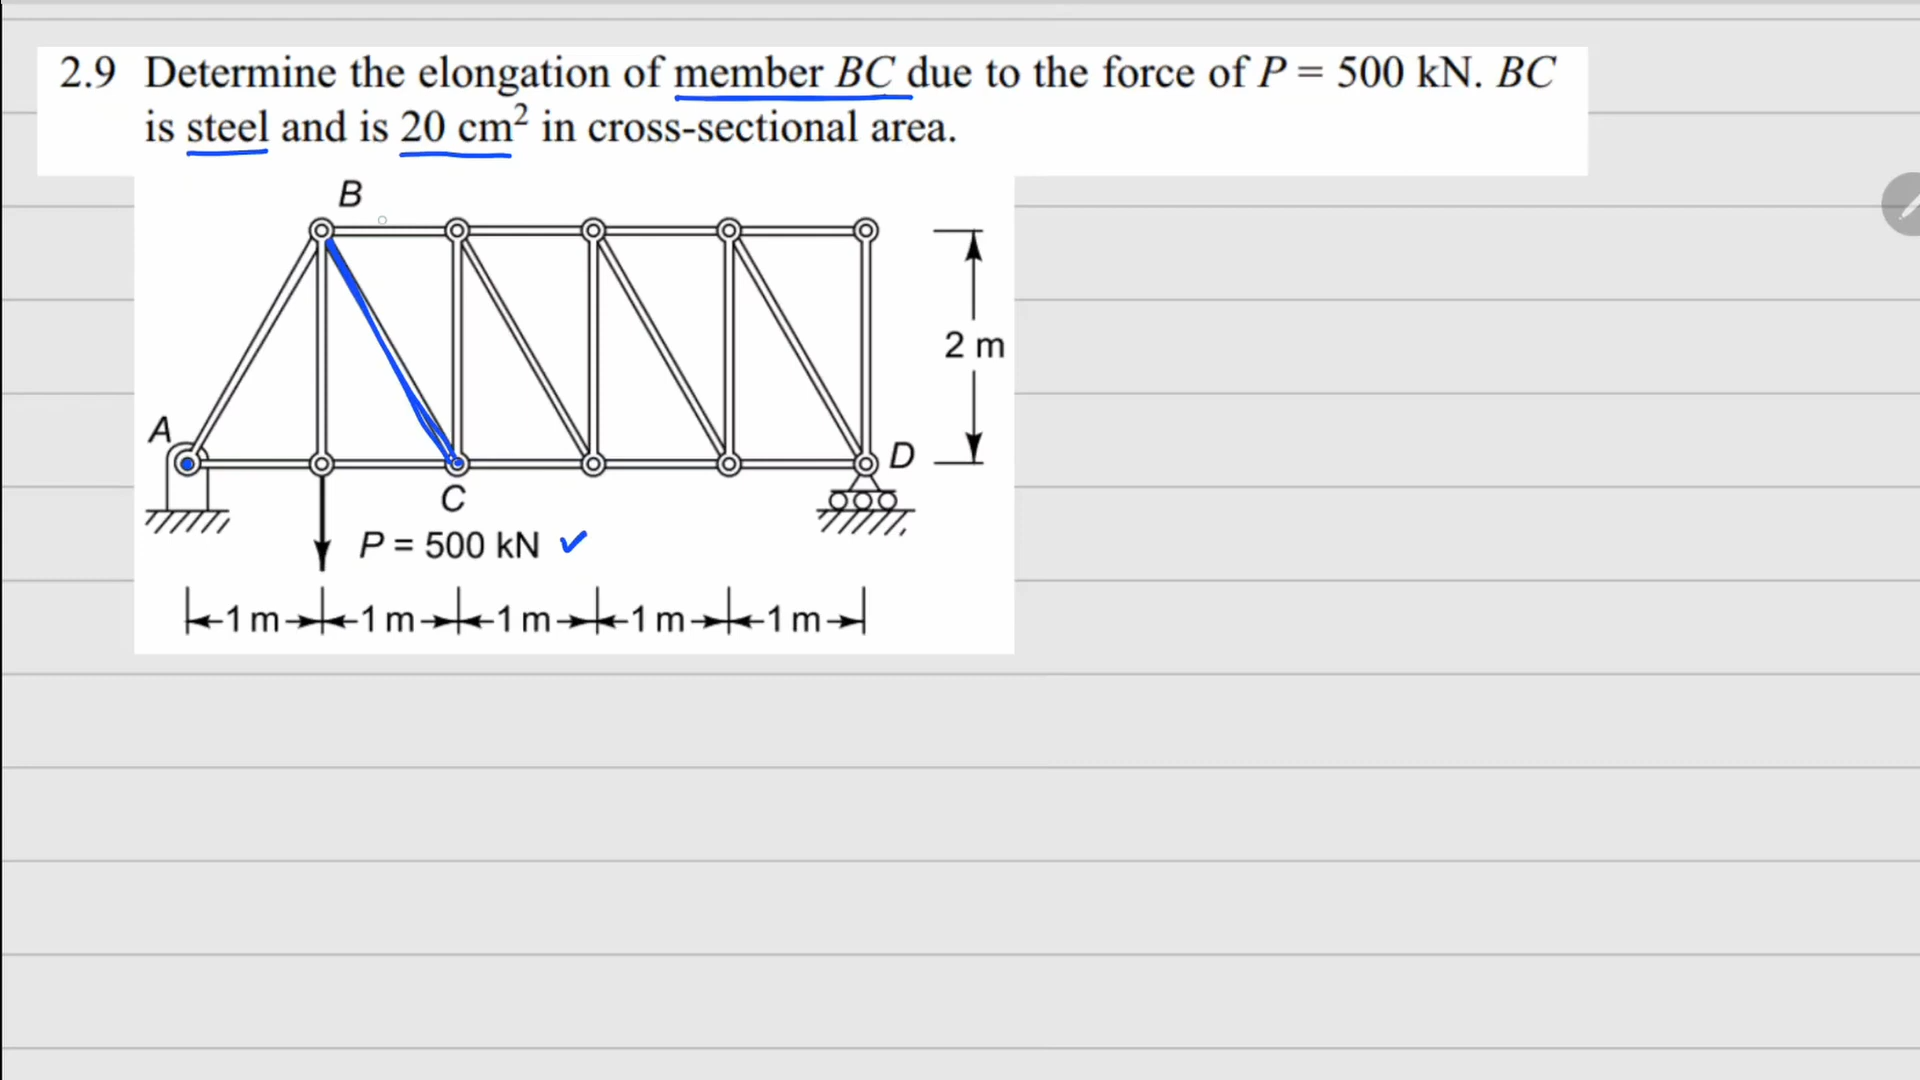 2.9 Determine the elongation of member BC due to the force of P = 500 kN. BC
is steel and is 20 cm² in cross-sectional area.
B
2 m
A
D
C
P = 500 kN ✓
1 m 1 m 1 m 1 m 1 m